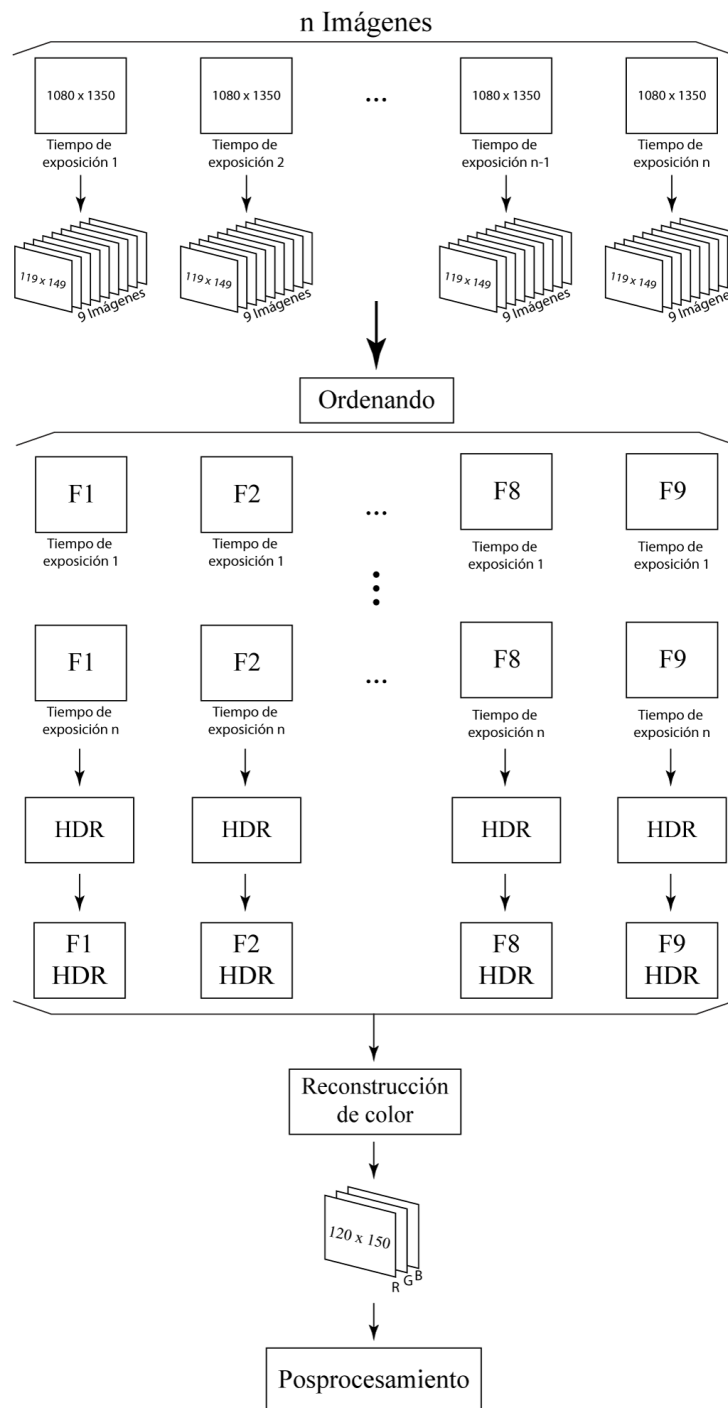 n Imágenes
1080 x 1350
1080 x 1350
...
1080 x 1350
1080 x 1350
Tiempo de
exposición 1
Tiempo de
exposición 2
Tiempo de
exposición n-1
Tiempo de
exposición n
119 x 149
9 Imágenes
119 x 149
9 Imágenes
119 x 149
9 Imágenes
119 x 149
9 Imágenes
Ordenando
F1
F2
...
F8
F9
Tiempo de
exposición 1
Tiempo de
exposición 1
Tiempo de
exposición 1
Tiempo de
exposición 1
F1
F2
...
F8
F9
Tiempo de
exposición n
Tiempo de
exposición n
Tiempo de
exposición n
Tiempo de
exposición n
HDR
HDR
HDR
HDR
F1
HDR
F2
HDR
F8
HDR
F9
HDR
Reconstrucción
de color
120 x 150
R G B
Posprocesamiento